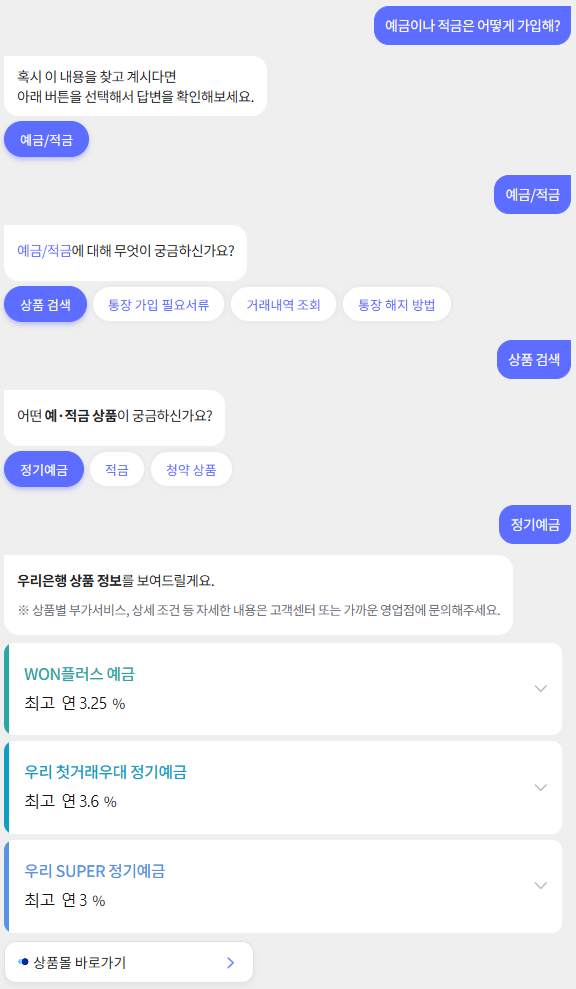 예금이나 적금은 어떻게 가입해?
혹시 이 내용을 찾고 계시다면
아래 버튼을 선택해서 답변을 확인해보세요.
예금/적금
예금/적금
예금/적금에 대해 무엇이 궁금하신가요?
상품 검색 통장 가입 필요서류 거래내역 조회 통장 해지 방법
상품 검색
어떤 예·적금 상품이 궁금하신가요?
정기예금 적금 청약 상품
정기예금
우리은행 상품 정보를 보여드릴게요.
※ 상품별 부가서비스, 상세 조건 등 자세한 내용은 고객센터 또는 가까운 영업점에 문의해주세요.
WON플러스 예금
최고 연 3.25 %
우리 첫거래우대 정기예금
최고 연 3.6 %
우리 SUPER 정기예금
최고 연 3 %
상품몰 바로가기